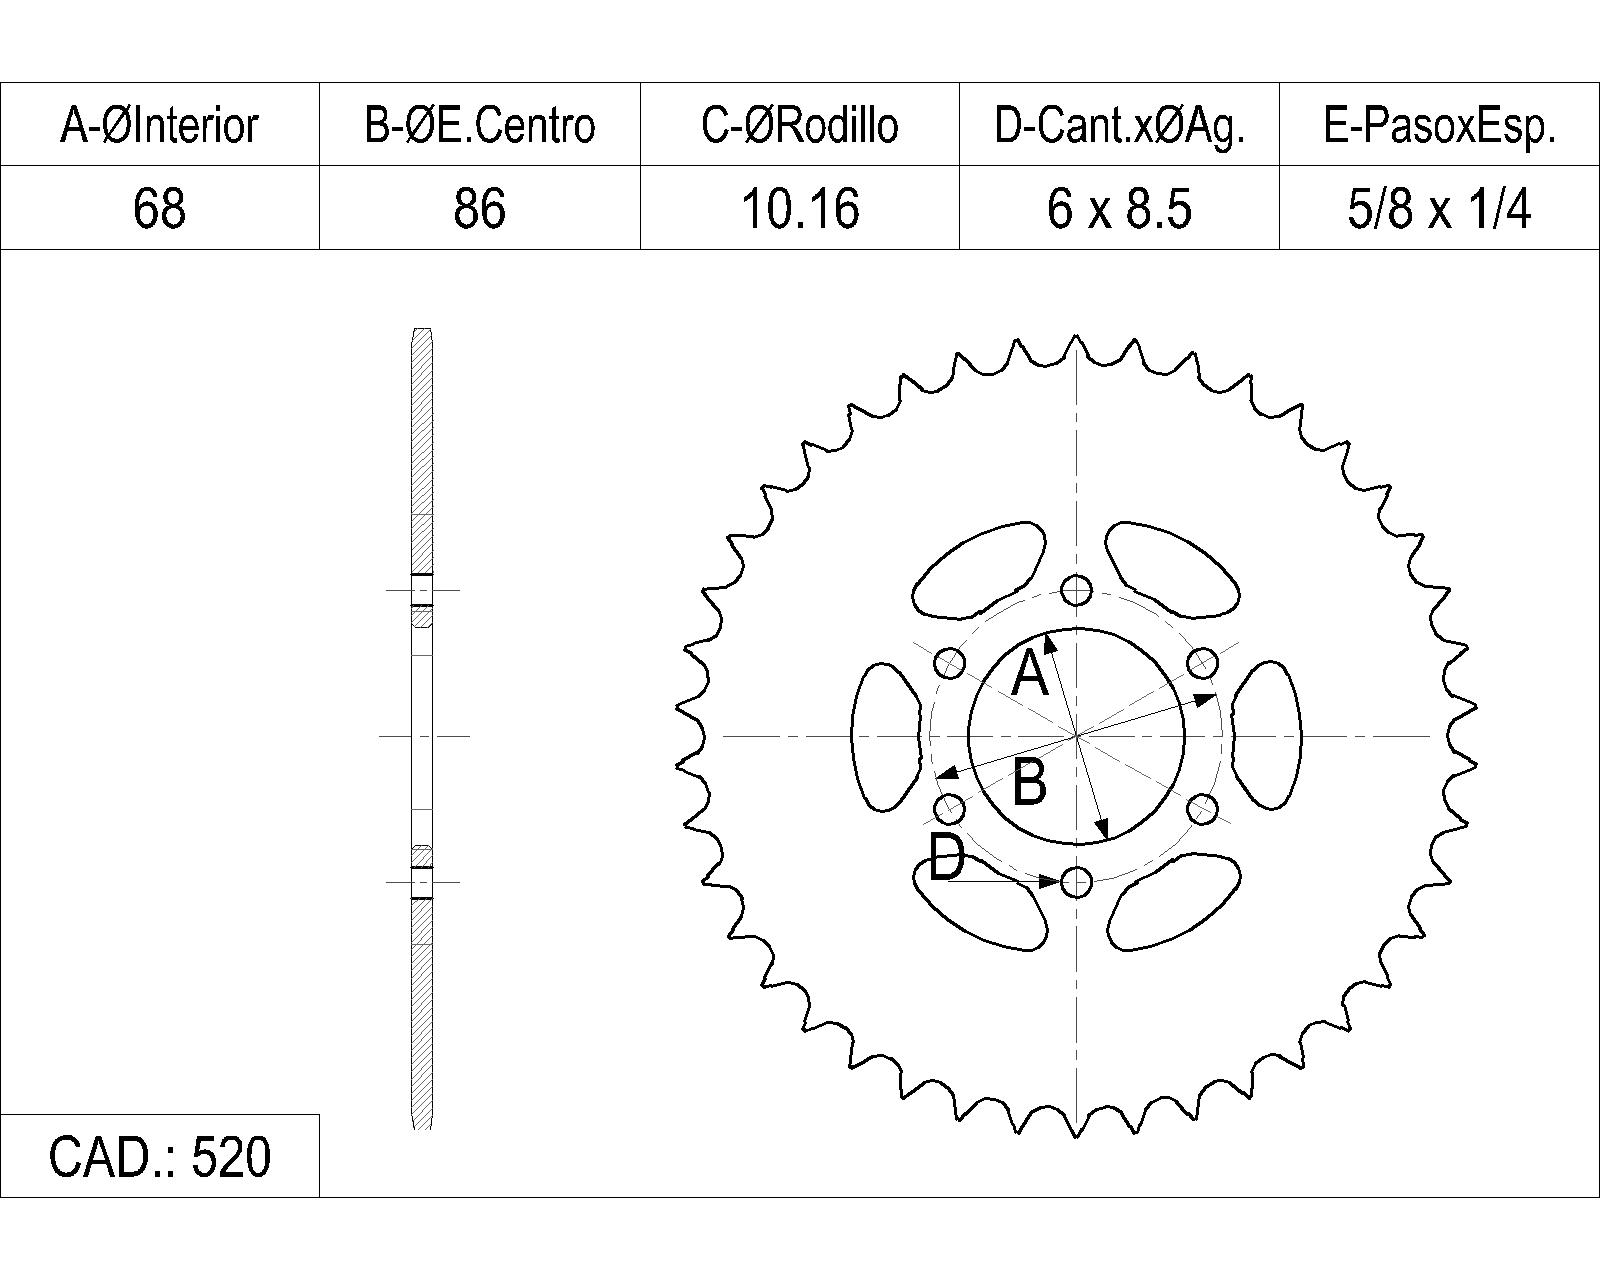 A-ØInterior B-ØE.Centro C-ØRodillo D-Cant.xØAg. E-PasoxEsp.
68 86 10.16 6 x 8.5 5/8 x 1/4
A
B
D
CAD.: 520